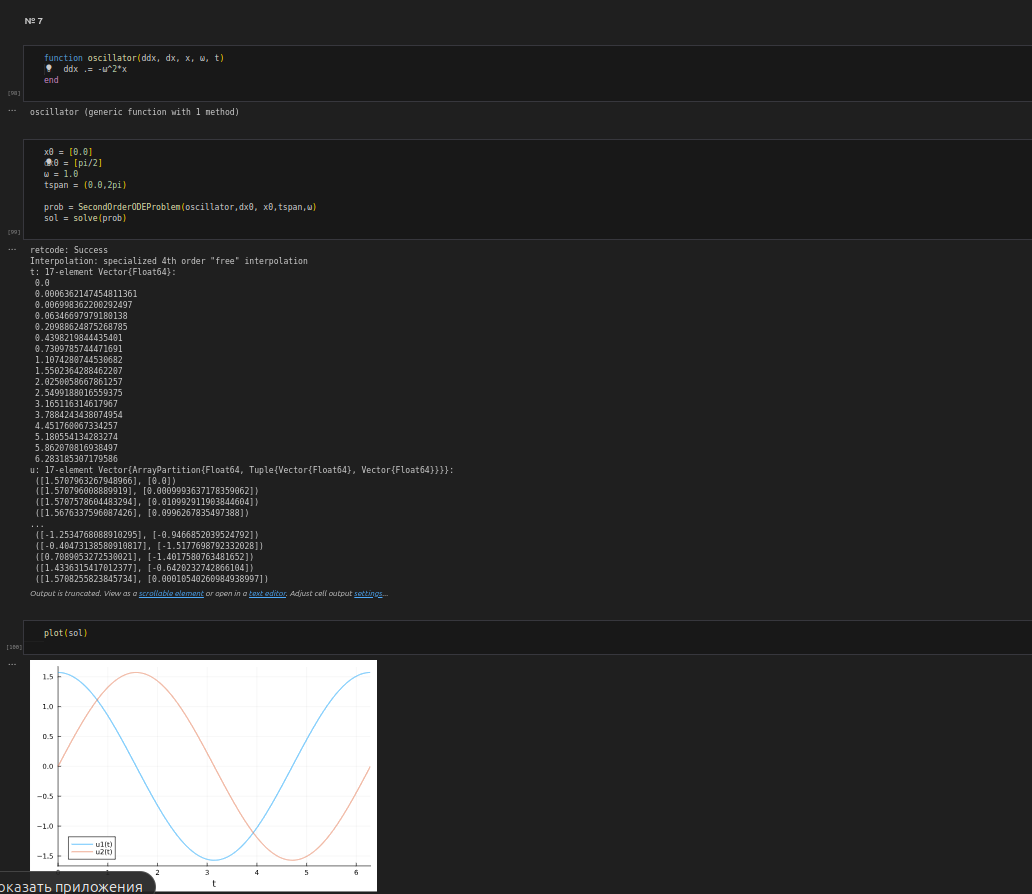 № 7
function oscillator(ddx, dx, x, ω, t)
ddx .= -ω^2*x
end
[98]
...
oscillator (generic function with 1 method)
x0 = [0.0]
dx0 = [pi/2]
ω = 1.0
tspan = (0.0,2pi)
prob = SecondOrderODEProblem(oscillator,dx0, x0,tspan,ω)
sol = solve(prob)
[99]
...
retcode: Success
Interpolation: specialized 4th order "free" interpolation
t: 17-element Vector{Float64}:
0.0
0.0006362147454811361
0.006998362200292497
0.06346697979180138
0.20988624875268785
0.4398219844435401
0.7309785744471691
1.1074280744530682
1.5502364288462207
2.0250058667861257
2.5499188016559375
3.165116314617967
3.7884243438074954
4.451760067334257
5.180554134283274
5.862070816938497
6.283185307179586
u: 17-element Vector{ArrayPartition{Float64, Tuple{Vector{Float64}, Vector{Float64}}}}:
([1.5707963267948966], [0.0])
([1.570796008889919], [0.0009993637178359062])
([1.5707578604483294], [0.010992911903844604])
([1.5676337596087426], [0.0996267835497388])
...
([-1.2534768088910295], [-0.9466852039524792])
([-0.40473138580910817], [-1.5177698792332028])
([0.7089053272530021], [-1.4017580763481652])
([1.4336315417012377], [-0.6420232742866104])
([1.5708255823845734], [0.00010540260984938997])
Output is truncated. View as a scrollable element or open in a text editor. Adjust cell output settings...
plot(sol)
[100]
...
1.5
1.0
0.5
0.0
−0.5
−1.0
−1.5
u1(t)
u2(t)
2 3 4 5 6
t
оказать приложения